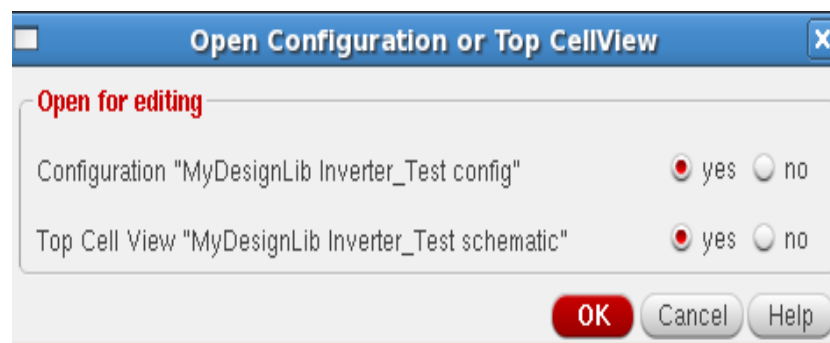 Open Configuration or Top CellView
Open for editing
Configuration "MyDesignLib Inverter_Test config" yes no
Top Cell View "MyDesignLib Inverter_Test schematic" yes no
OK Cancel Help